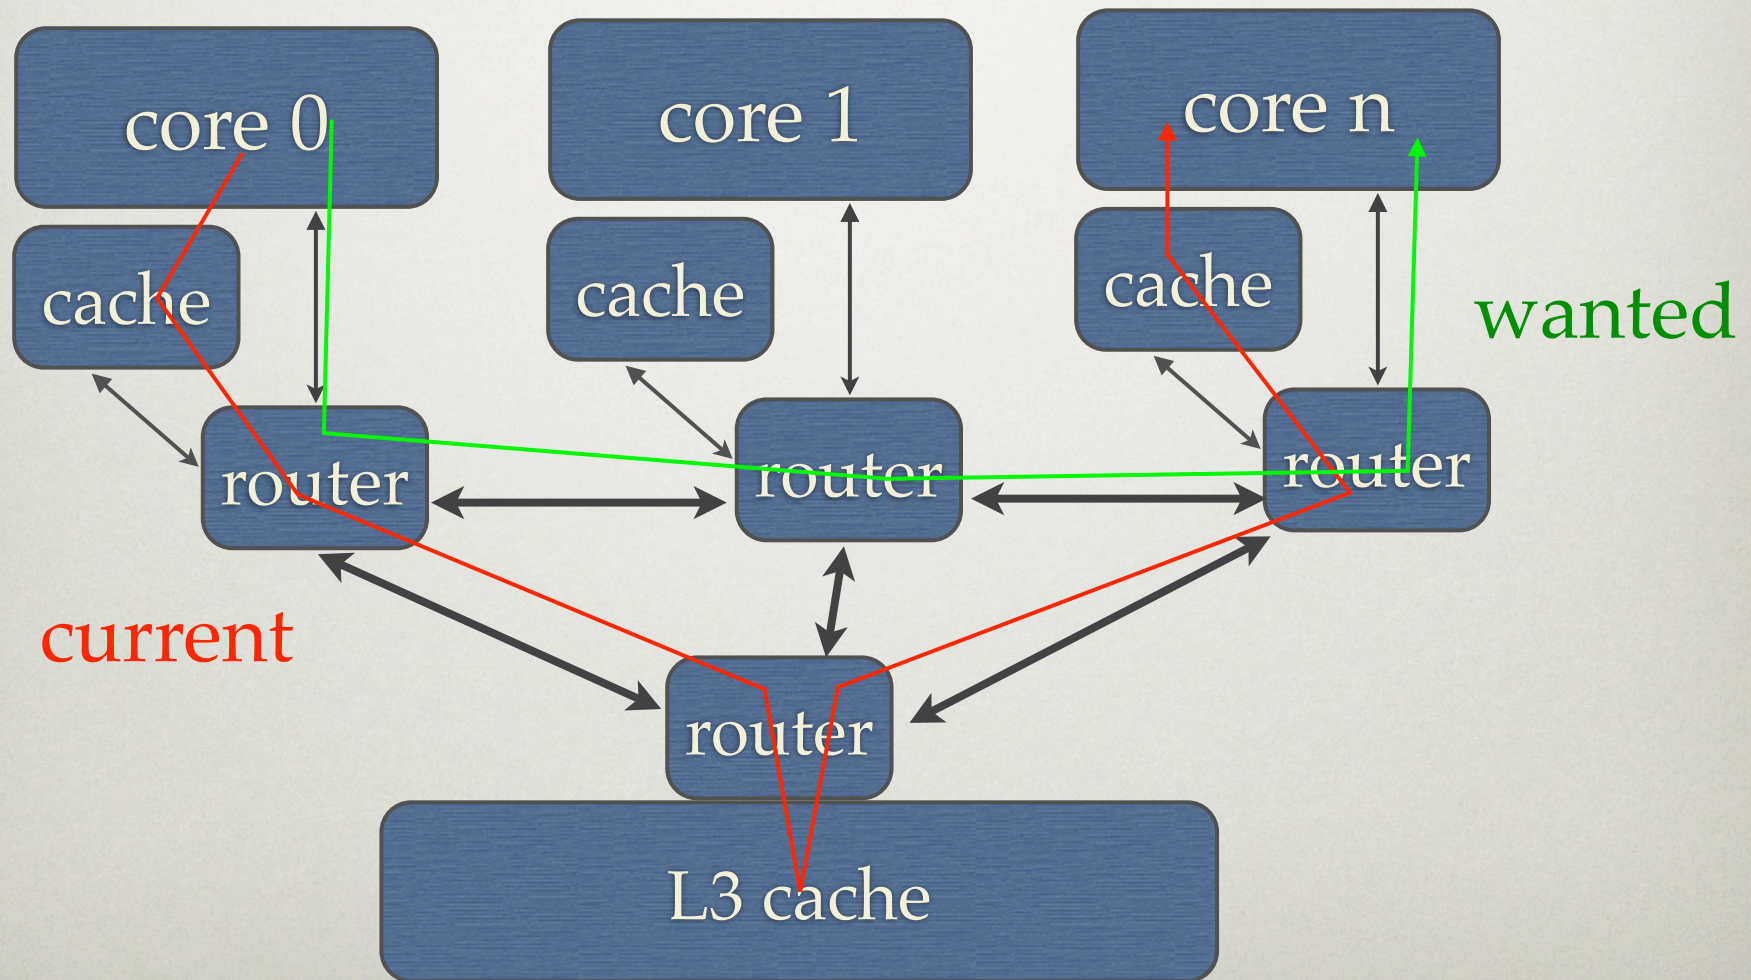 core 0
core 1
core n
cache
cache
cache
wanted
router
router
router
current
router
L3 cache